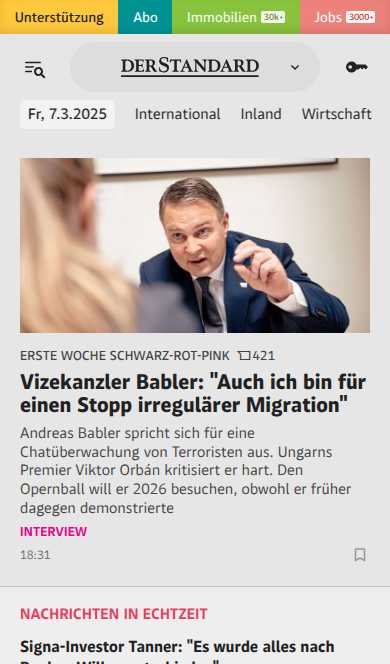 Unterstützung Abo Immobilien 30k+ Jobs 3000+
DERSTANDARD
Fr, 7.3.2025 International Inland Wirtschaft
ERSTE WOCHE SCHWARZ-ROT-PINK 421
Vizekanzler Babler: "Auch ich bin für
einen Stopp irregulärer Migration"
Andreas Babler spricht sich für eine
Chatüberwachung von Terroristen aus. Ungarns
Premier Viktor Orbán kritisiert er hart. Den
Opernball will er 2026 besuchen, obwohl er früher
dagegen demonstrierte
INTERVIEW
18:31
NACHRICHTEN IN ECHTZEIT
Signa-Investor Tanner: "Es wurde alles nach